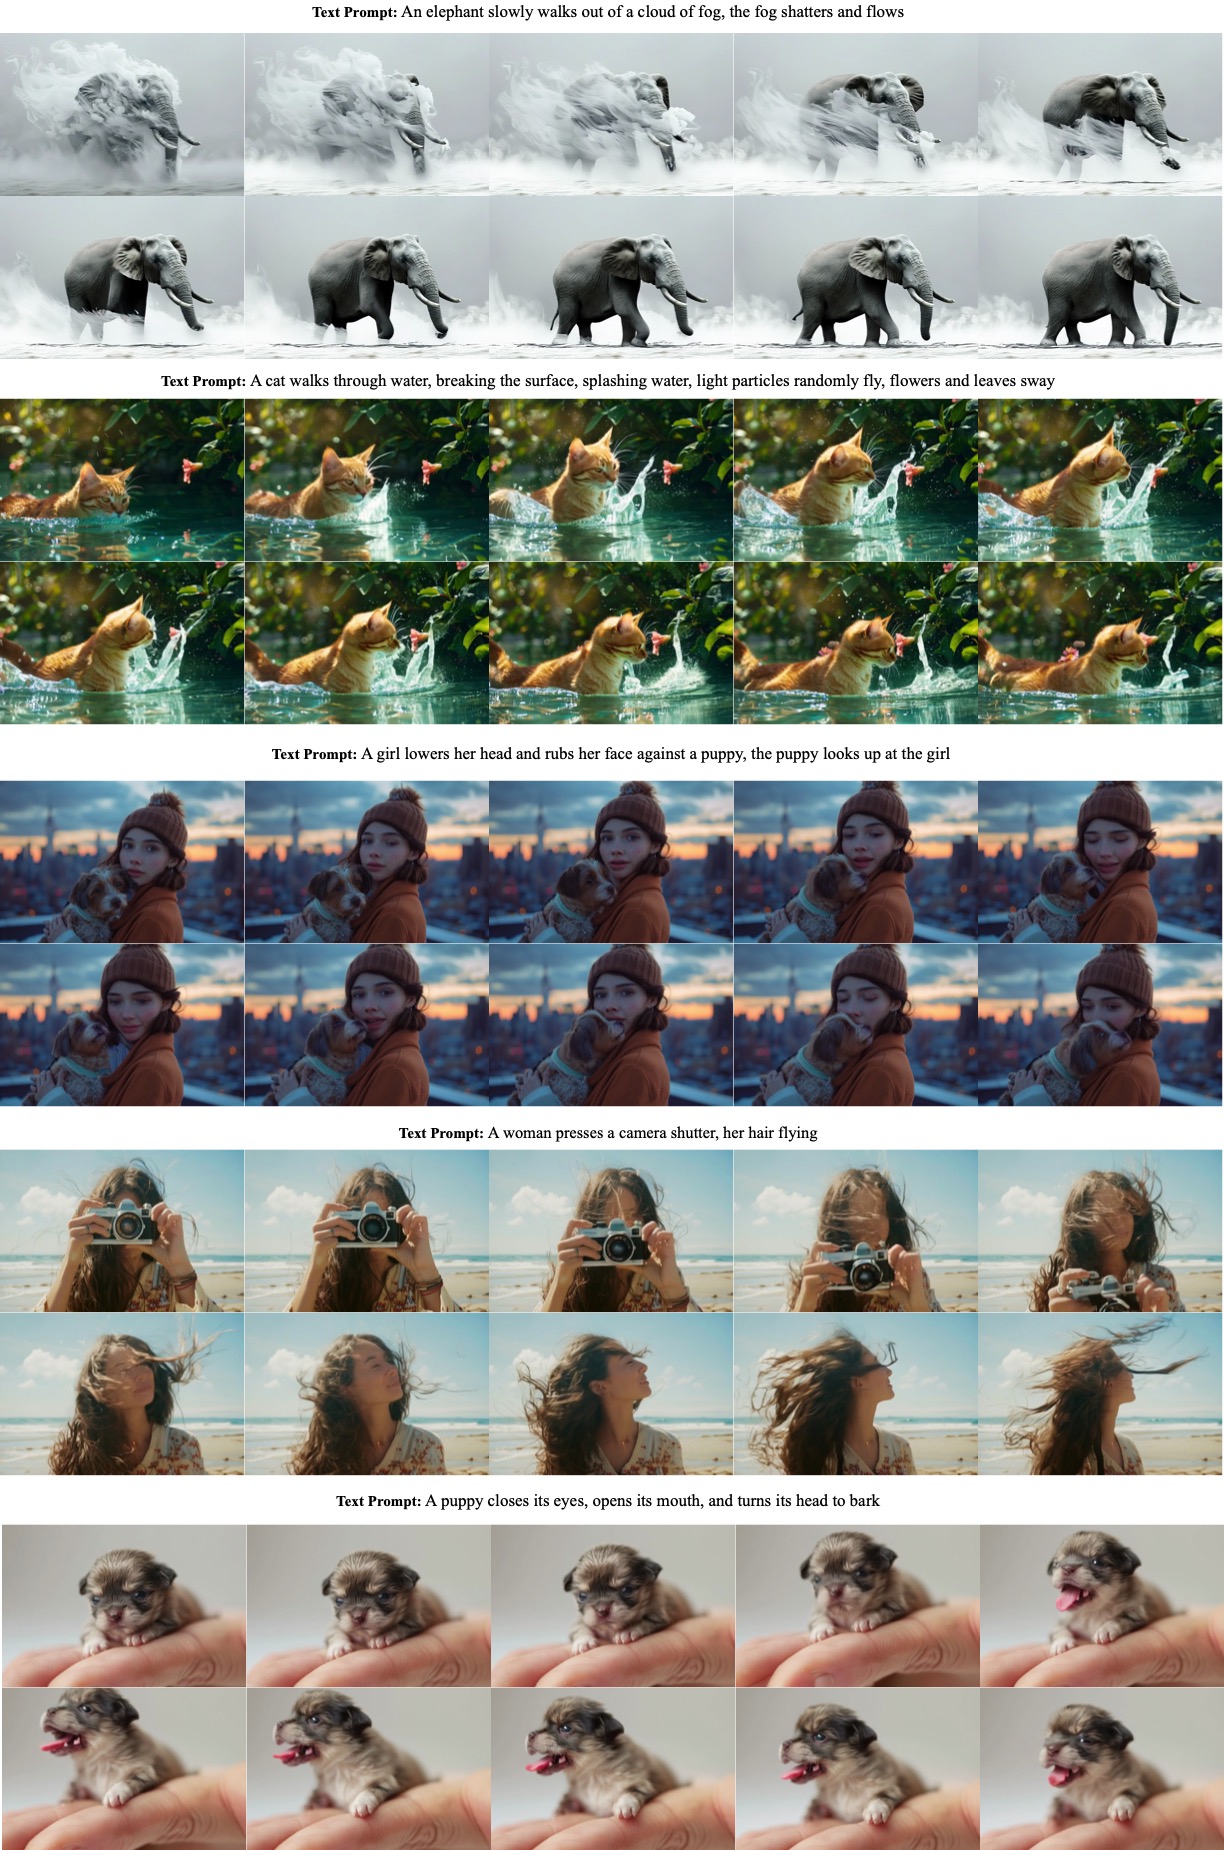 Text Prompt: An elephant slowly walks out of a cloud of fog, the fog shatters and flows
Text Prompt: A cat walks through water, breaking the surface, splashing water, light particles randomly fly, flowers and leaves sway
Text Prompt: A girl lowers her head and rubs her face against a puppy, the puppy looks up at the girl
Text Prompt: A woman presses a camera shutter, her hair flying
Text Prompt: A puppy closes its eyes, opens its mouth, and turns its head to bark